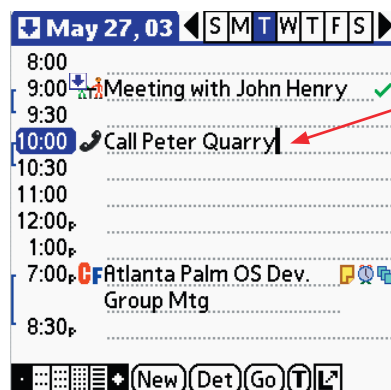 May 27, 03 S M T W T F S
8:00
9:00 Meeting with John Henry
9:30
10:00 Call Peter Quarry
10:30
11:00
12:00P
1:00P
7:00P CF Atlanta Palm OS Dev.
Group Mtg
8:30P
New Det Go T